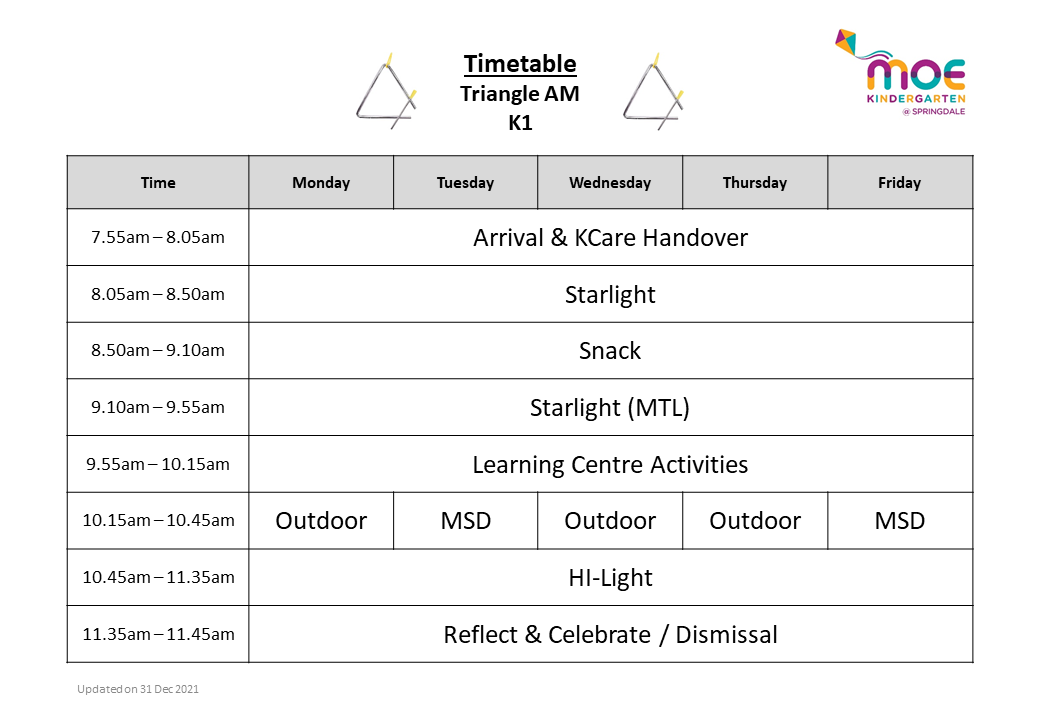 Timetable
Triangle AM
K1
moe
KINDERGARTEN
@ SPRINGDALE
Time Monday Tuesday Wednesday Thursday Friday
7.55am – 8.05am Arrival & KCare Handover
8.05am – 8.50am Starlight
8.50am – 9.10am Snack
9.10am – 9.55am Starlight (MTL)
9.55am – 10.15am Learning Centre Activities
10.15am – 10.45am Outdoor MSD Outdoor Outdoor MSD
10.45am – 11.35am HI-Light
11.35am – 11.45am Reflect & Celebrate / Dismissal
Updated on 31 Dec 2021